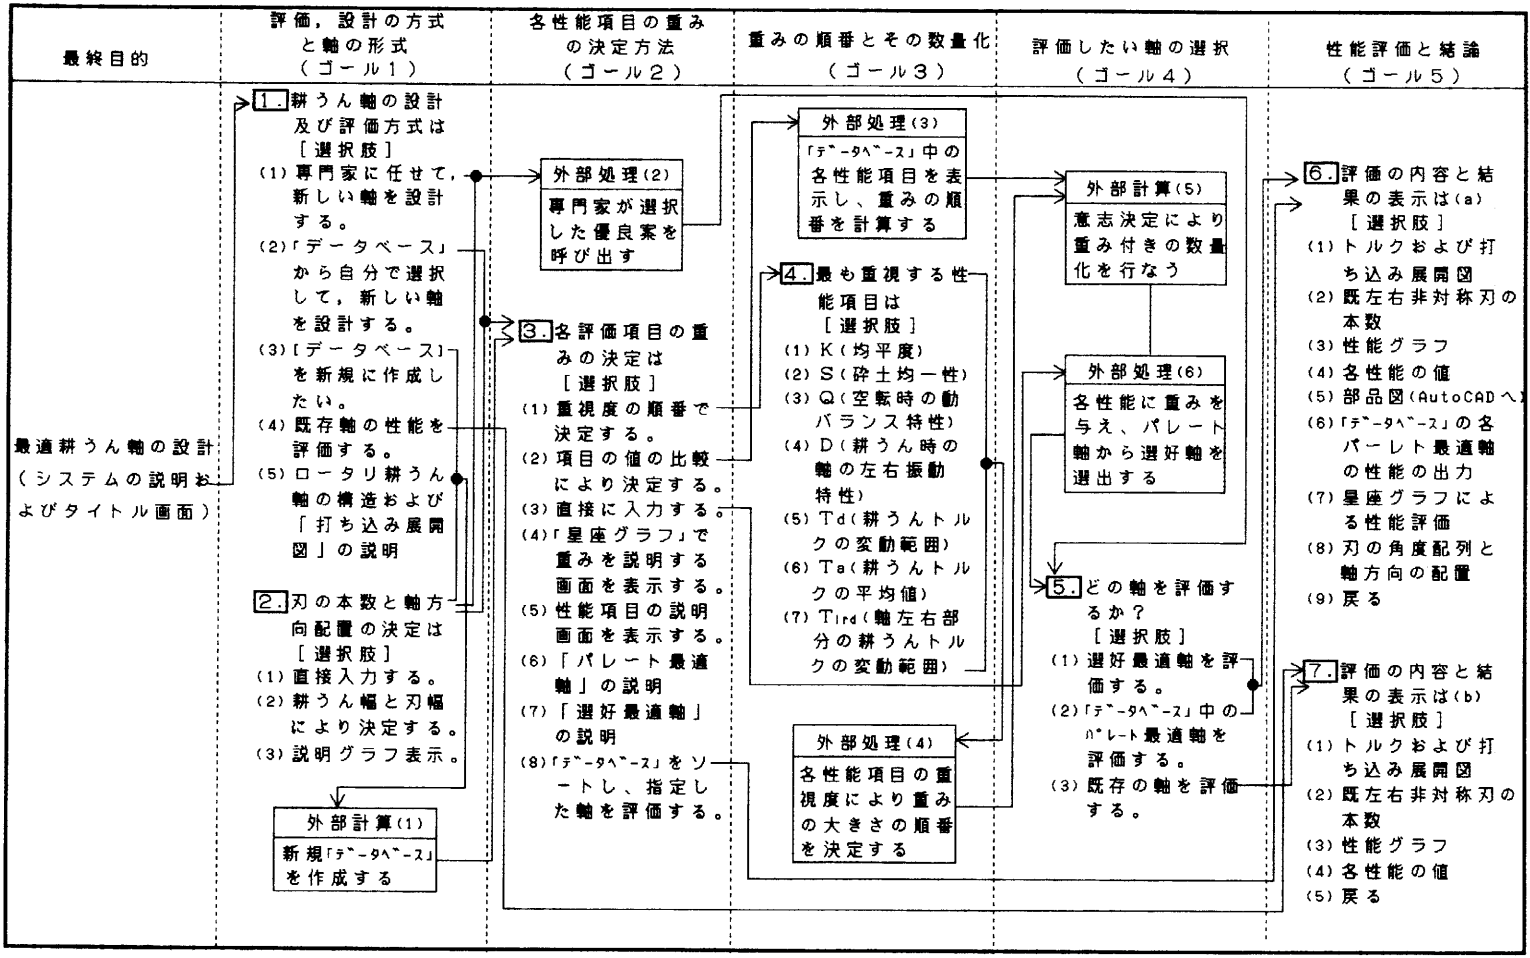 最終目的
最適耕うん軸の設計
(システムの説明お
よびタイトル画面)
評価,設計の方式
と軸の形式
(ゴール1)
1.耕うん軸の設計
及び評価方式は
[選択肢]
(1)専門家に任せて,
新しい軸を設計
する。
(2)「データベース」
から自分で選択
して,新しい軸
を設計する。
(3)[データベース]
を新規に作成し
たい。
(4)既存軸の性能を
評価する。
(5)ロータリ耕うん
軸の構造および
「打ち込み展開
図」の説明
2.刃の本数と軸方
向配置の決定は
[選択肢]
(1)直接入力する。
(2)耕うん幅と刃幅
により決定する。
(3)説明グラフ表示。
外部計算(1)
新規「データベース」
を作成する
各性能項目の重み
の決定方法
(ゴール2)
外部処理(2)
専門家が選択
した優良案を
呼び出す
3.各評価項目の重
みの決定は
[選択肢]
(1)重視度の順番で
決定する。
(2)項目の値の比較
により決定する。
(3)直接に入力する。
(4)「星座グラフ」で
重みを説明する
画面を表示する。
(5)性能項目の説明
画面を表示する。
(6)「パレート最適
軸」の説明
(7)「選好最適軸」
の説明
(8)「データベース」をソ
ートし、指定し
た軸を評価する。
重みの順番とその数量化
(ゴール3)
外部処理(3)
「データベース」中の
各性能項目を表
示し、重みの順
番を計算する
4.最も重視する性
能項目は
[選択肢]
(1)K(均平度)
(2)S(砕土均一性)
(3)Q(空転時の動
バランス特性)
(4)D(耕うん時の
軸の左右振動
特性)
(5)Td(耕うんトル
クの変動範囲)
(6)Ta(耕うんトル
クの平均値)
(7)Tlrd(軸左右部
分の耕うんトル
クの変動範囲)
外部処理(4)
各性能項目の重
視度により重み
の大きさの順番
を決定する
評価したい軸の選択
(ゴール4)
外部計算(5)
意志決定により
重み付きの数量
化を行なう
外部処理(6)
各性能に重みを
与え、パレート
軸から選好軸を
選出する
5.どの軸を評価す
るか?
[選択肢]
(1)選好最適軸を評
価する。
(2)「データベース」中の
パレート最適軸を
評価する。
(3)既存の軸を評価
する。
性能評価と結論
(ゴール5)
6.評価の内容と結
果の表示は(a)
[選択肢]
(1)トルクおよび打
ち込み展開図
(2)既左右非対称刃の
本数
(3)性能グラフ
(4)各性能の値
(5)部品図(AutoCADへ)
(6)「データベース」の各
パーレト最適軸
の性能の出力
(7)星座グラフによ
る性能評価
(8)刃の角度配列と
軸方向の配置
(9)戻る
7.評価の内容と結
果の表示は(b)
[選択肢]
(1)トルクおよび打
ち込み展開図
(2)既左右非対称刃の
本数
(3)性能グラフ
(4)各性能の値
(5)戻る